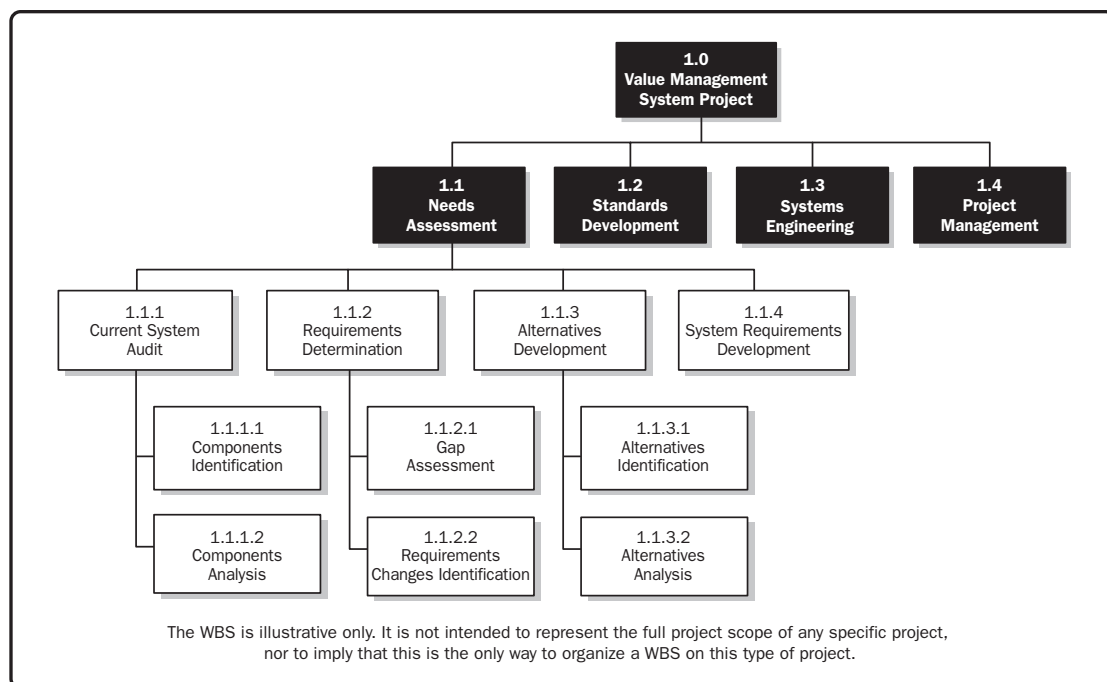 1.0
Value Management
System Project
1.1
Needs
Assessment
1.2
Standards
Development
1.3
Systems
Engineering
1.4
Project
Management
1.1.1
Current System
Audit
1.1.2
Requirements
Determination
1.1.3
Alternatives
Development
1.1.4
System Requirements
Development
1.1.1.1
Components
Identification
1.1.2.1
Gap
Assessment
1.1.3.1
Alternatives
Identification
1.1.1.2
Components
Analysis
1.1.2.2
Requirements
Changes Identification
1.1.3.2
Alternatives
Analysis
The WBS is illustrative only. It is not intended to represent the full project scope of any specific project,
nor to imply that this is the only way to organize a WBS on this type of project.